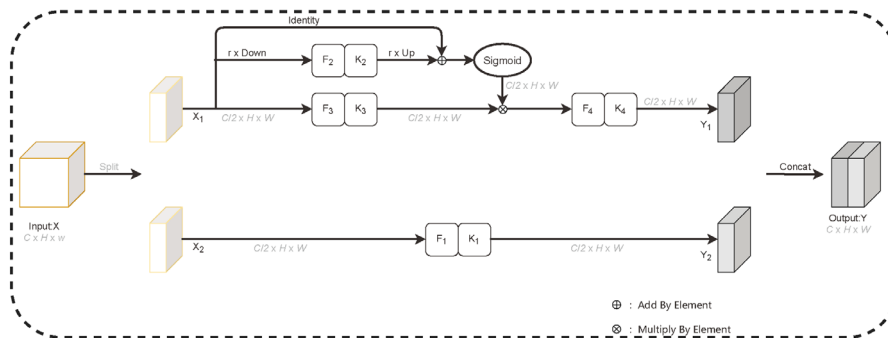 Identity
r x Down
F2
K2
r x Up
⊕
Sigmoid
C/2 x H x W
X1
C/2 x H x W
F3
K3
C/2 x H x W
⊗
F4
K4
C/2 x H x W
Y1
Split
Concat
Input:X
C x H x w
Output:Y
C x H x W
X2
C/2 x H x W
F1
K1
C/2 x H x W
Y2
⊕ : Add By Element
⊗ : Multiply By Element